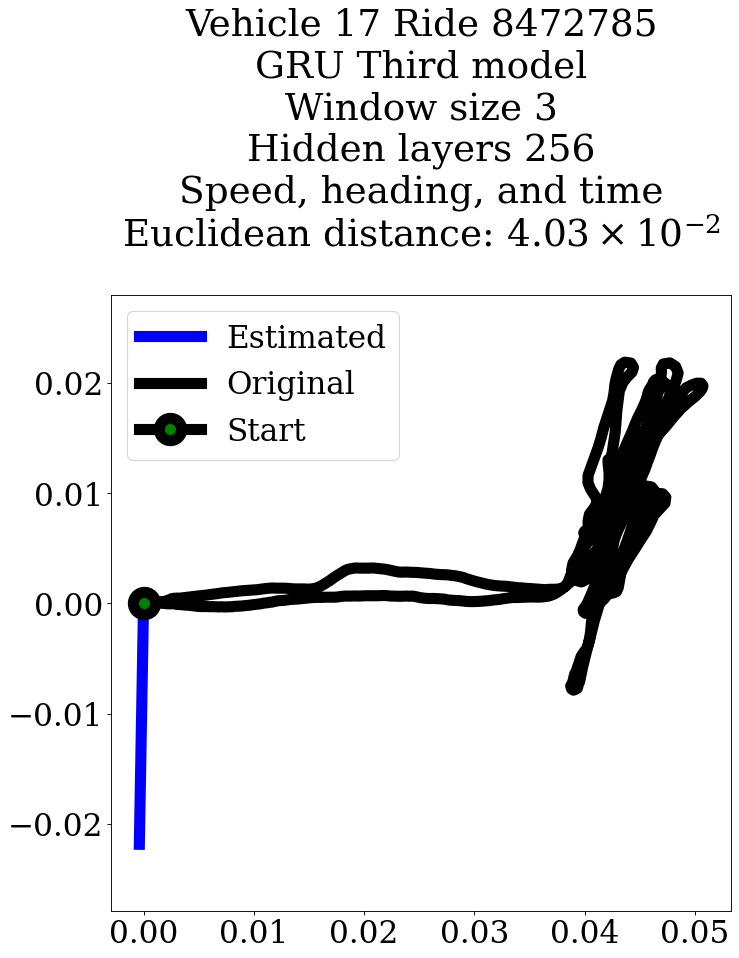 Vehicle 17 Ride 8472785
GRU Third model
Window size 3
Hidden layers 256
Speed, heading, and time
Euclidean distance: 4.03 × 10⁻²
Estimated
Original
Start
0.02
0.01
0.00
−0.01
−0.02
0.00 0.01 0.02 0.03 0.04 0.05